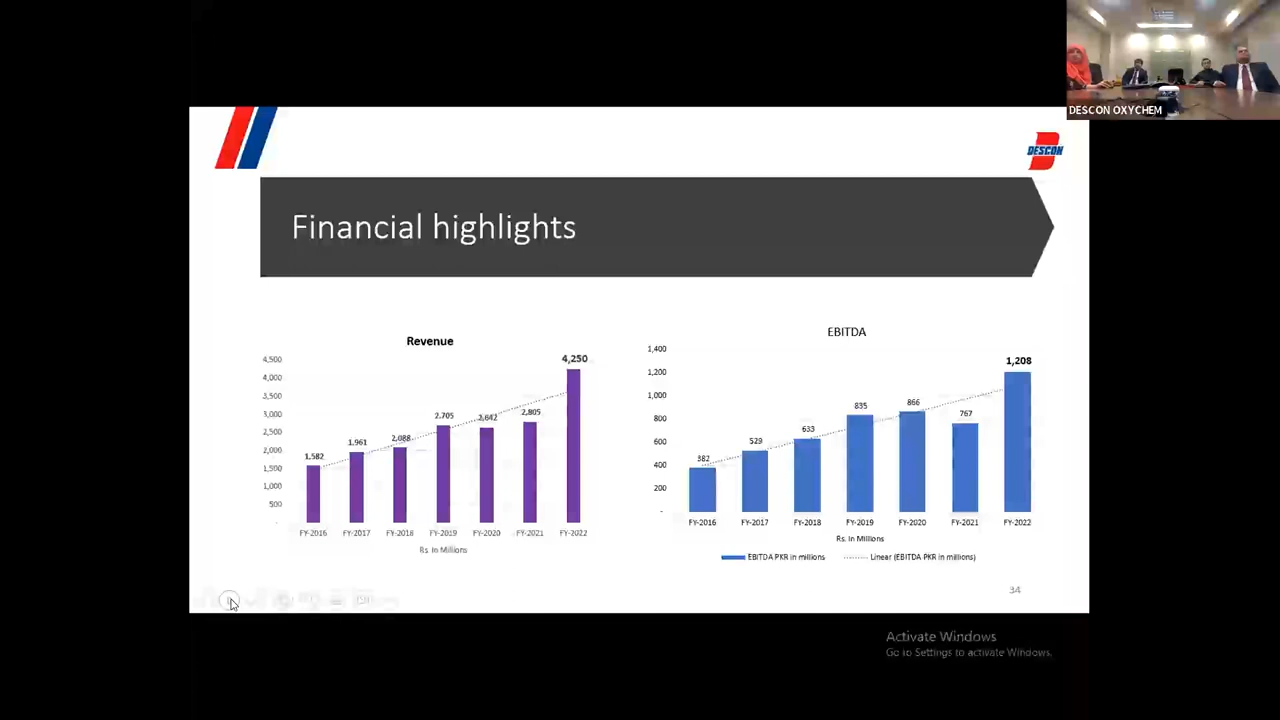 DESCON OXYCHEM
DESCON
Financial highlights
Revenue
4,500
4,000
3,500
3,000
2,500
2,000
1,500
1,000
500
-
1,582
1,961
2,088
2,705
2,642
2,805
4,250
FY-2016 FY-2017 FY-2018 FY-2019 FY-2020 FY-2021 FY-2022
Rs. In Millions
EBITDA
1,400
1,200
1,000
800
600
400
200
-
382
529
633
835
866
767
1,208
FY-2016 FY-2017 FY-2018 FY-2019 FY-2020 FY-2021 FY-2022
Rs. In Millions
EBITDA PKR in millions Linear (EBITDA PKR in millions)
34
Activate Windows
Go to Settings to activate Windows.